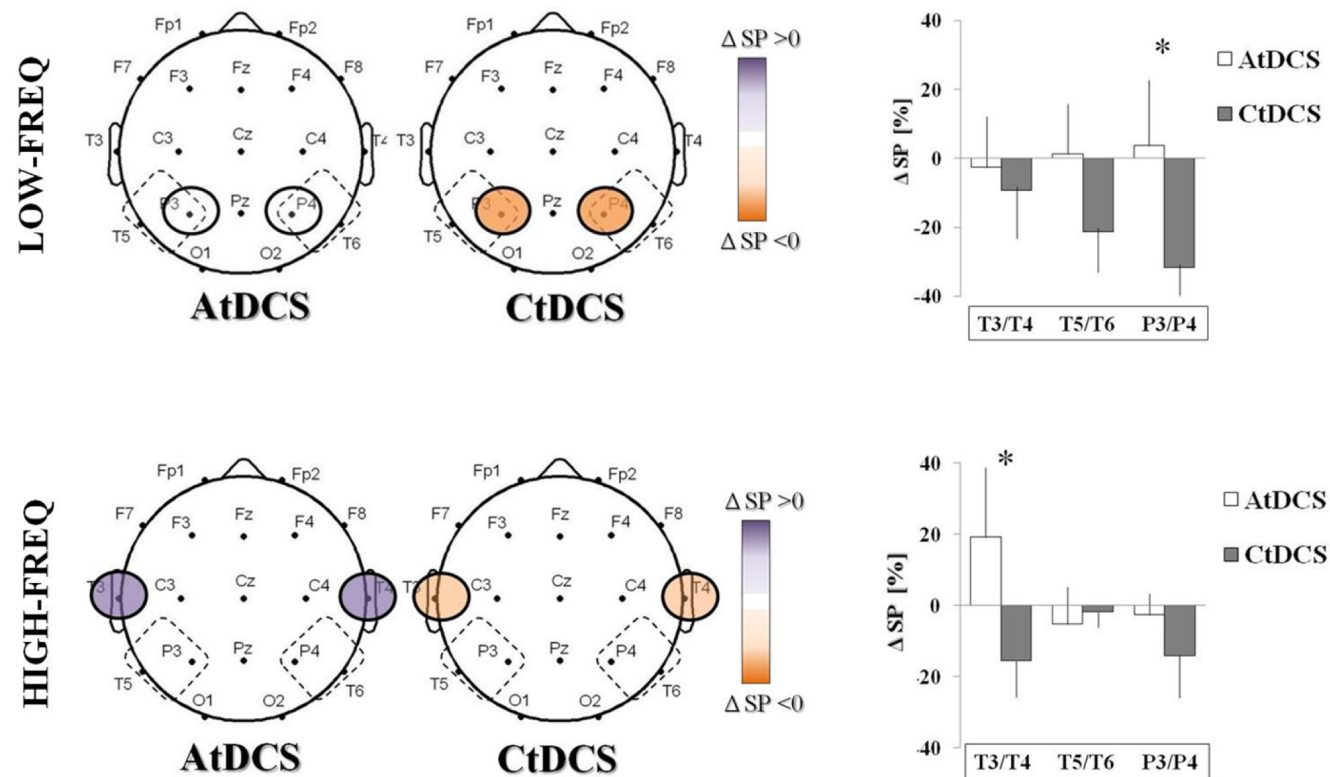 LOW-FREQ
Fp1 Fp2
F7 F3 Fz F4 F8
T3 C3 Cz C4 T4
P3 Pz P4
T5 T6
O1 O2
AtDCS
Fp1 Fp2
F7 F3 Fz F4 F8
T3 C3 Cz C4 T4
P3 Pz P4
T5 T6
O1 O2
CtDCS
Δ SP >0
Δ SP <0
Δ SP [%]
40
20
0
-20
-40
*
AtDCS
CtDCS
T3/T4 T5/T6 P3/P4
HIGH-FREQ
Fp1 Fp2
F7 F3 Fz F4 F8
T3 C3 Cz C4 T4
P3 Pz P4
T5 T6
O1 O2
AtDCS
Fp1 Fp2
F7 F3 Fz F4 F8
T3 C3 Cz C4 T4
P3 Pz P4
T5 T6
O1 O2
CtDCS
Δ SP >0
Δ SP <0
Δ SP [%]
40
20
0
-20
-40
*
AtDCS
CtDCS
T3/T4 T5/T6 P3/P4